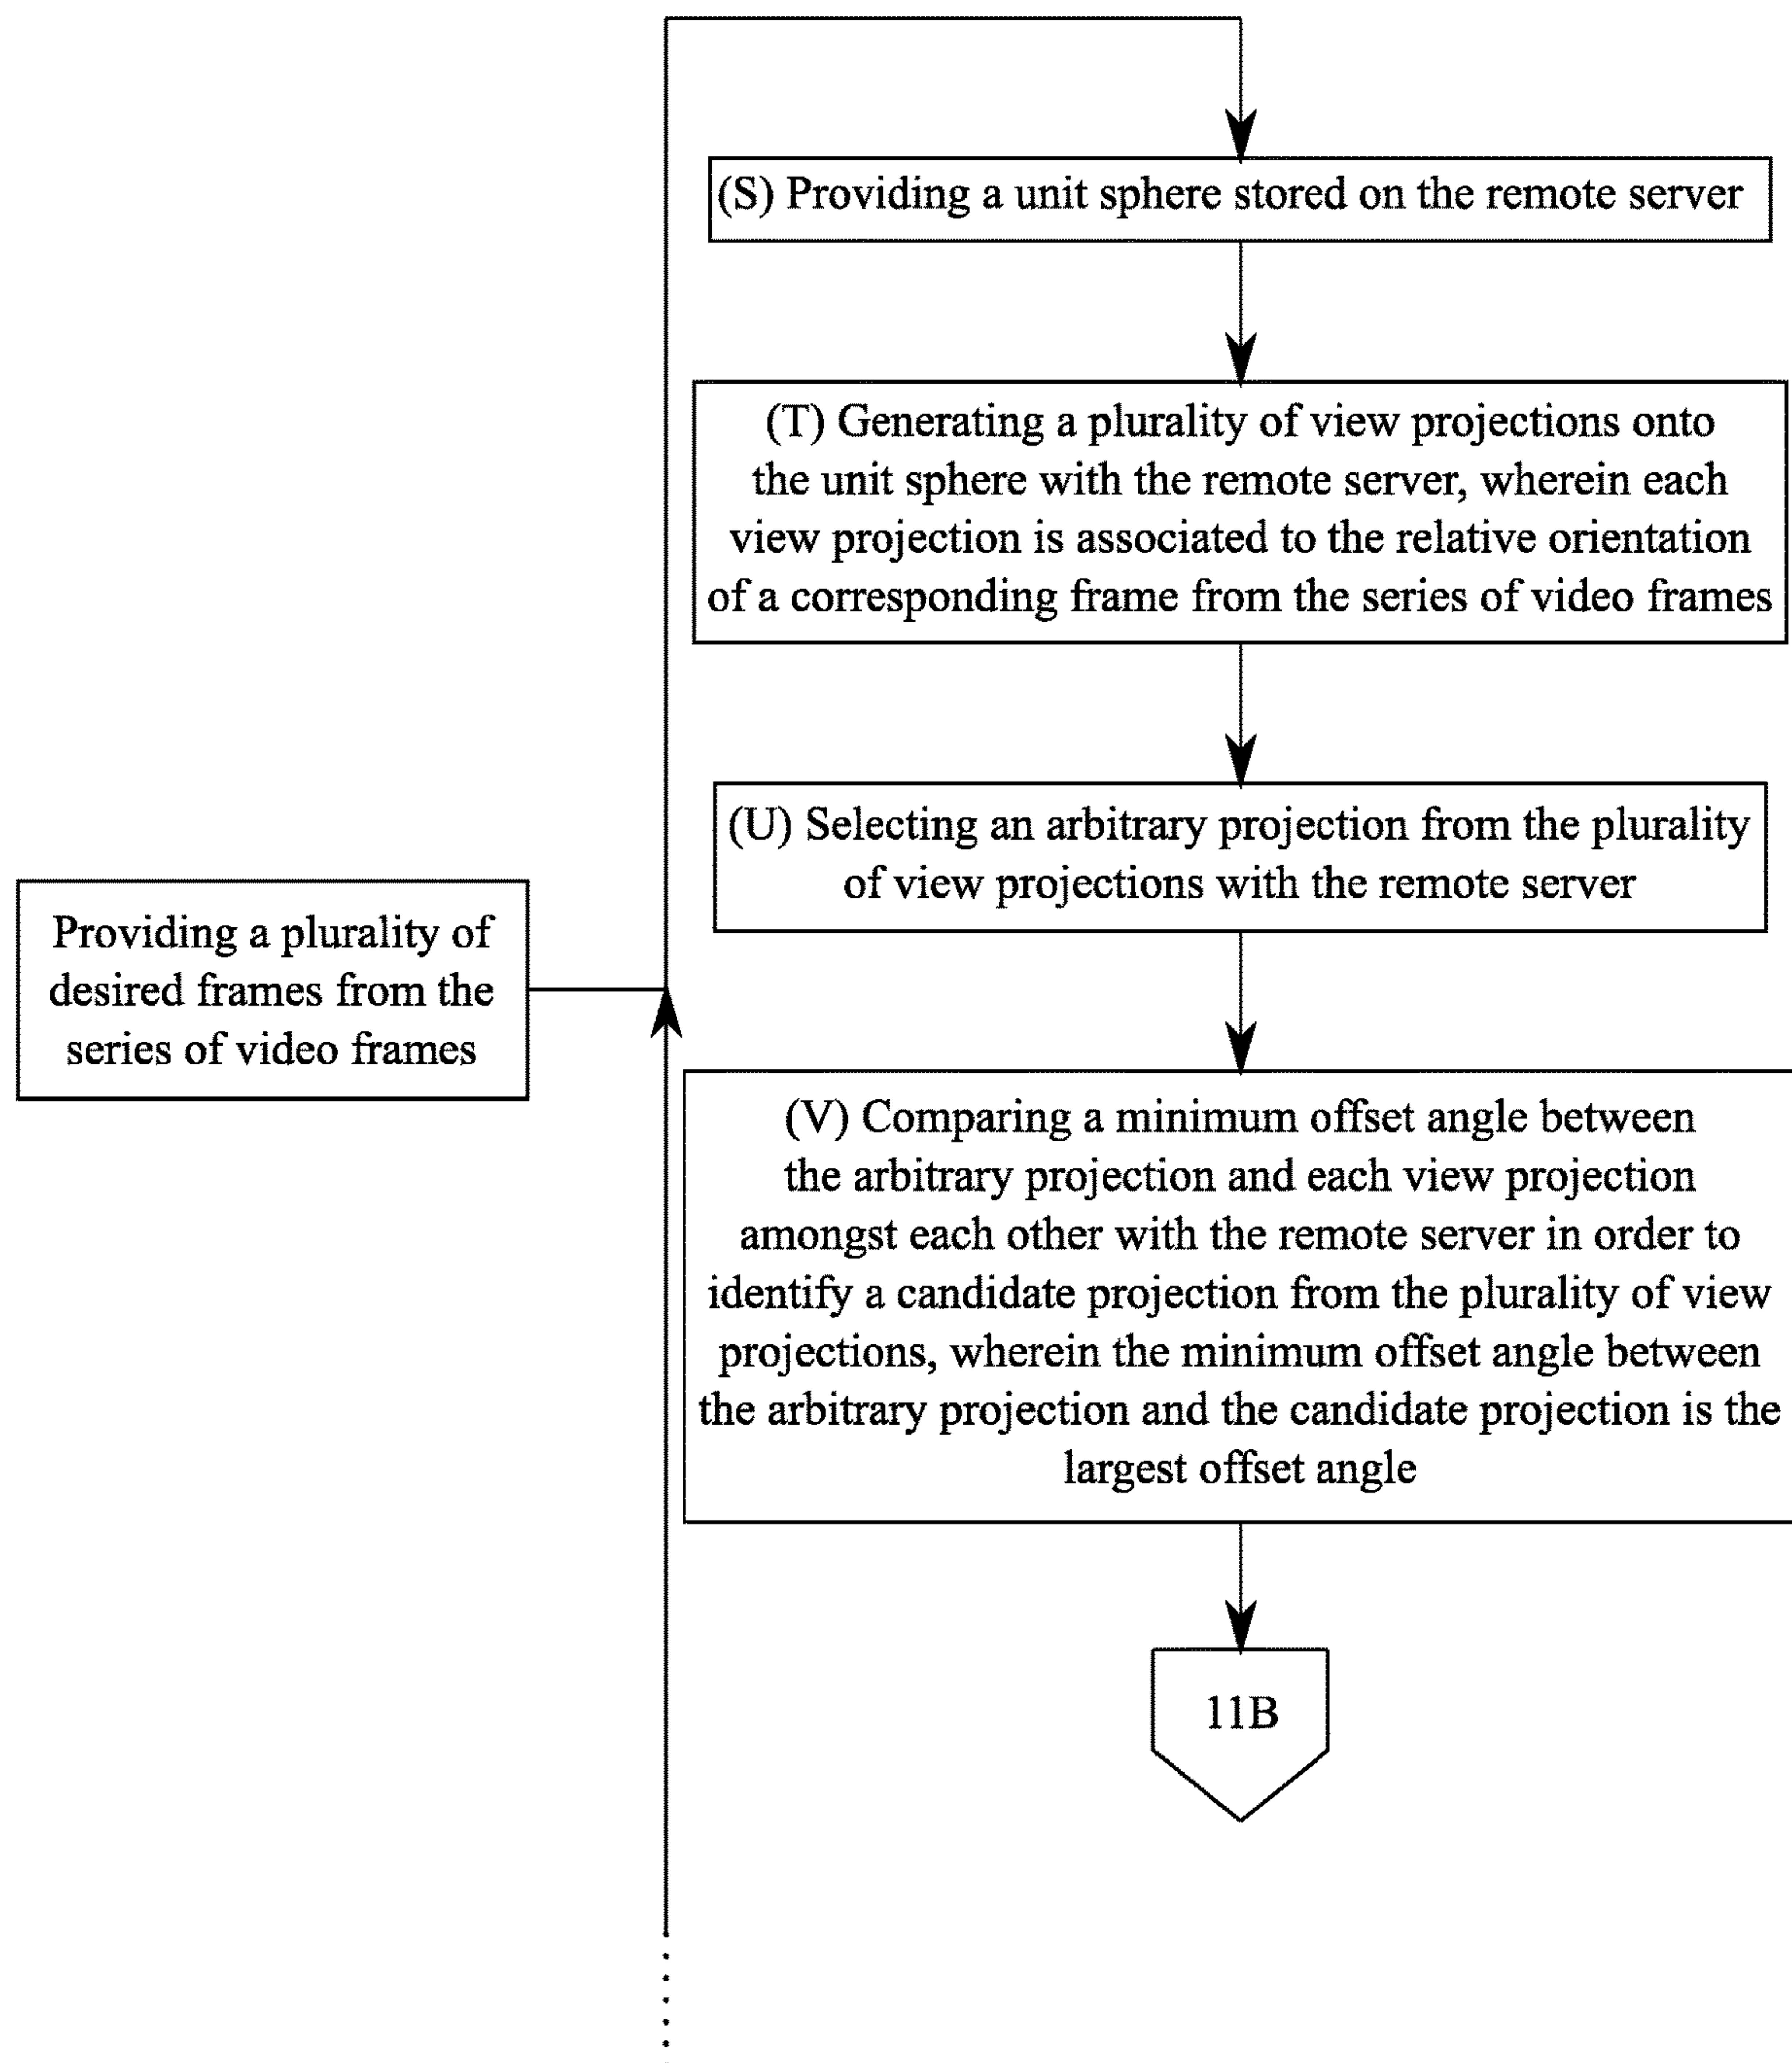 (S) Providing a unit sphere stored on the remote server
(T) Generating a plurality of view projections onto
the unit sphere with the remote server, wherein each
view projection is associated to the relative orientation
of a corresponding frame from the series of video frames
(U) Selecting an arbitrary projection from the plurality
of view projections with the remote server
Providing a plurality of
desired frames from the
series of video frames
(V) Comparing a minimum offset angle between
the arbitrary projection and each view projection
amongst each other with the remote server in order to
identify a candidate projection from the plurality of view
projections, wherein the minimum offset angle between
the arbitrary projection and the candidate projection is the
largest offset angle
11B